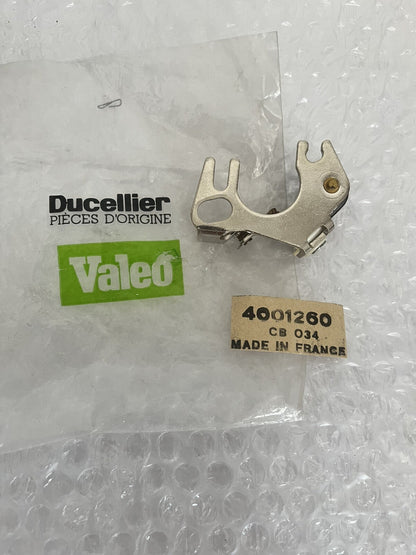 Ducellier
PIÈCES D'ORIGINE
Valeo
4001260
CB 034
MADE IN FRANCE